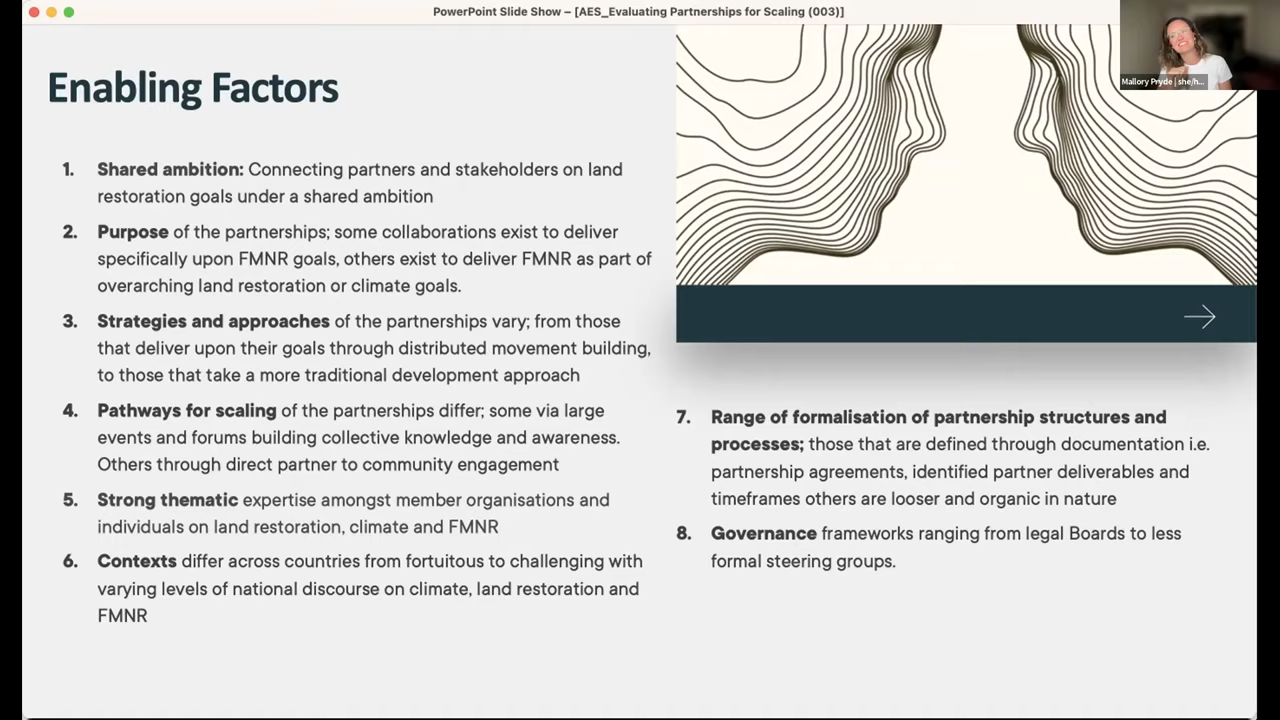 PowerPoint Slide Show – [AES_Evaluating Partnerships for Scaling (003)]
Mallory Pryde | she/h...
Enabling Factors
1. Shared ambition: Connecting partners and stakeholders on land
restoration goals under a shared ambition
2. Purpose of the partnerships; some collaborations exist to deliver
specifically upon FMNR goals, others exist to deliver FMNR as part of
overarching land restoration or climate goals.
3. Strategies and approaches of the partnerships vary; from those
that deliver upon their goals through distributed movement building,
to those that take a more traditional development approach
4. Pathways for scaling of the partnerships differ; some via large
events and forums building collective knowledge and awareness.
Others through direct partner to community engagement
5. Strong thematic expertise amongst member organisations and
individuals on land restoration, climate and FMNR
6. Contexts differ across countries from fortuitous to challenging with
varying levels of national discourse on climate, land restoration and
FMNR
7. Range of formalisation of partnership structures and
processes; those that are defined through documentation i.e.
partnership agreements, identified partner deliverables and
timeframes others are looser and organic in nature
8. Governance frameworks ranging from legal Boards to less
formal steering groups.